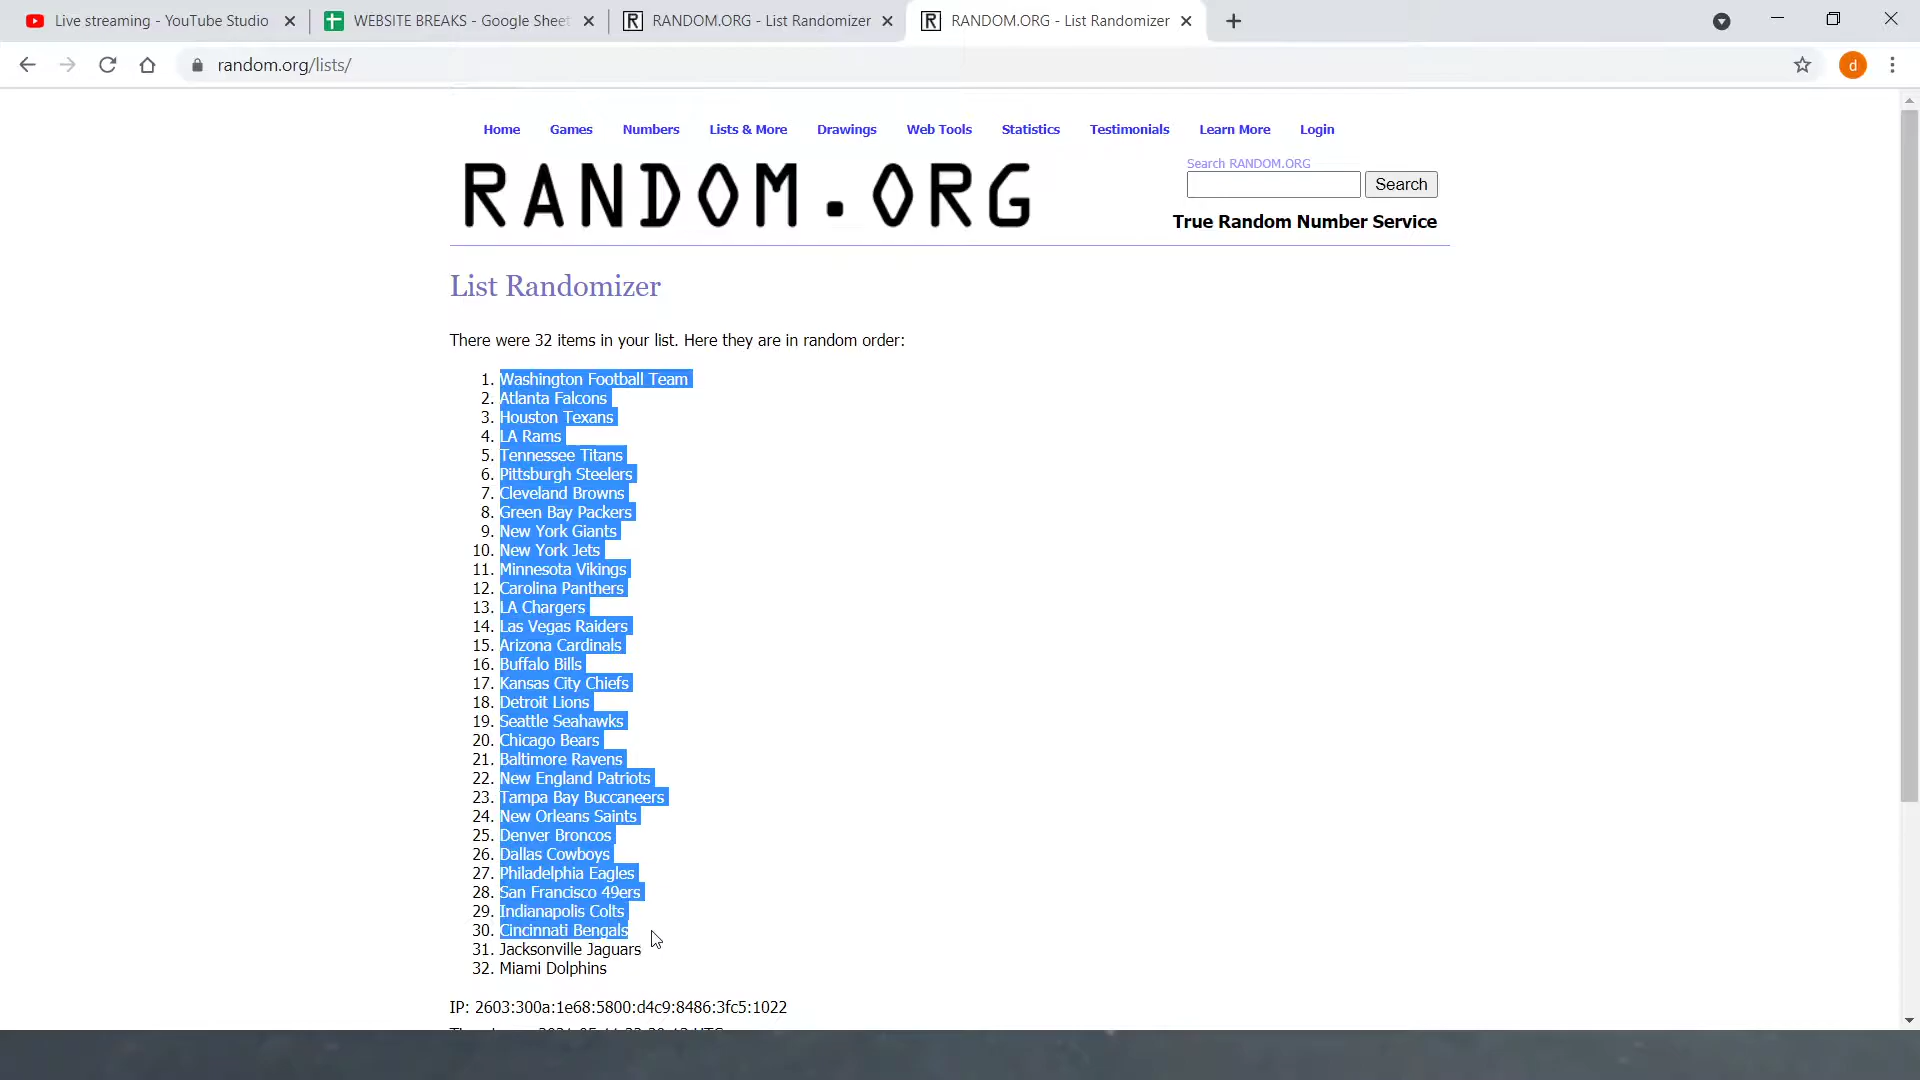 Live streaming - YouTube Studio
WEBSITE BREAKS - Google Sheet
RANDOM.ORG - List Randomizer
RANDOM.ORG - List Randomizer
random.org/lists/
d
Home Games Numbers Lists & More Drawings Web Tools Statistics Testimonials Learn More Login
RANDOM.ORG
Search RANDOM.ORG
Search
True Random Number Service
List Randomizer
There were 32 items in your list. Here they are in random order:
1. Washington Football Team
2. Atlanta Falcons
3. Houston Texans
4. LA Rams
5. Tennessee Titans
6. Pittsburgh Steelers
7. Cleveland Browns
8. Green Bay Packers
9. New York Giants
10. New York Jets
11. Minnesota Vikings
12. Carolina Panthers
13. LA Chargers
14. Las Vegas Raiders
15. Arizona Cardinals
16. Buffalo Bills
17. Kansas City Chiefs
18. Detroit Lions
19. Seattle Seahawks
20. Chicago Bears
21. Baltimore Ravens
22. New England Patriots
23. Tampa Bay Buccaneers
24. New Orleans Saints
25. Denver Broncos
26. Dallas Cowboys
27. Philadelphia Eagles
28. San Francisco 49ers
29. Indianapolis Colts
30. Cincinnati Bengals
31. Jacksonville Jaguars
32. Miami Dolphins
IP: 2603:300a:1e68:5800:d4c9:8486:3fc5:1022